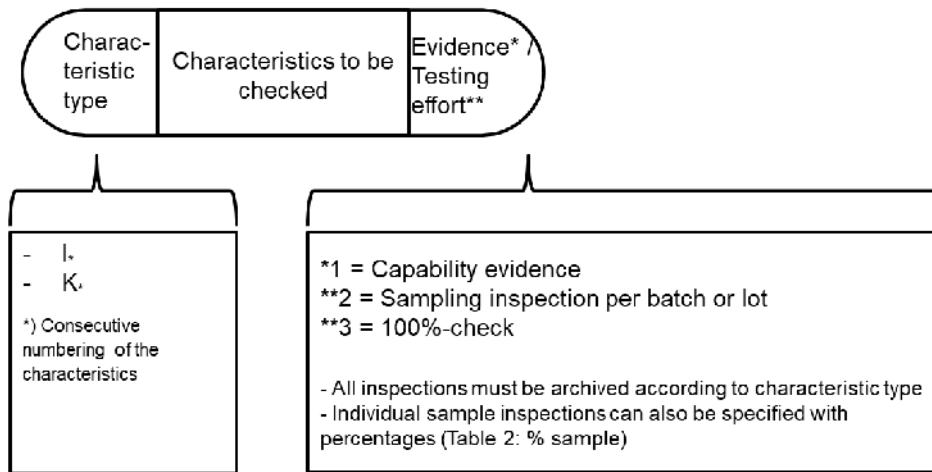 Charac-
teristic
type
Characteristics to be
checked
Evidence* /
Testing
effort**
- I*
- K*
*) Consecutive
numbering of the
characteristics
*1 = Capability evidence
**2 = Sampling inspection per batch or lot
**3 = 100%-check
- All inspections must be archived according to characteristic type
- Individual sample inspections can also be specified with
percentages (Table 2: % sample)